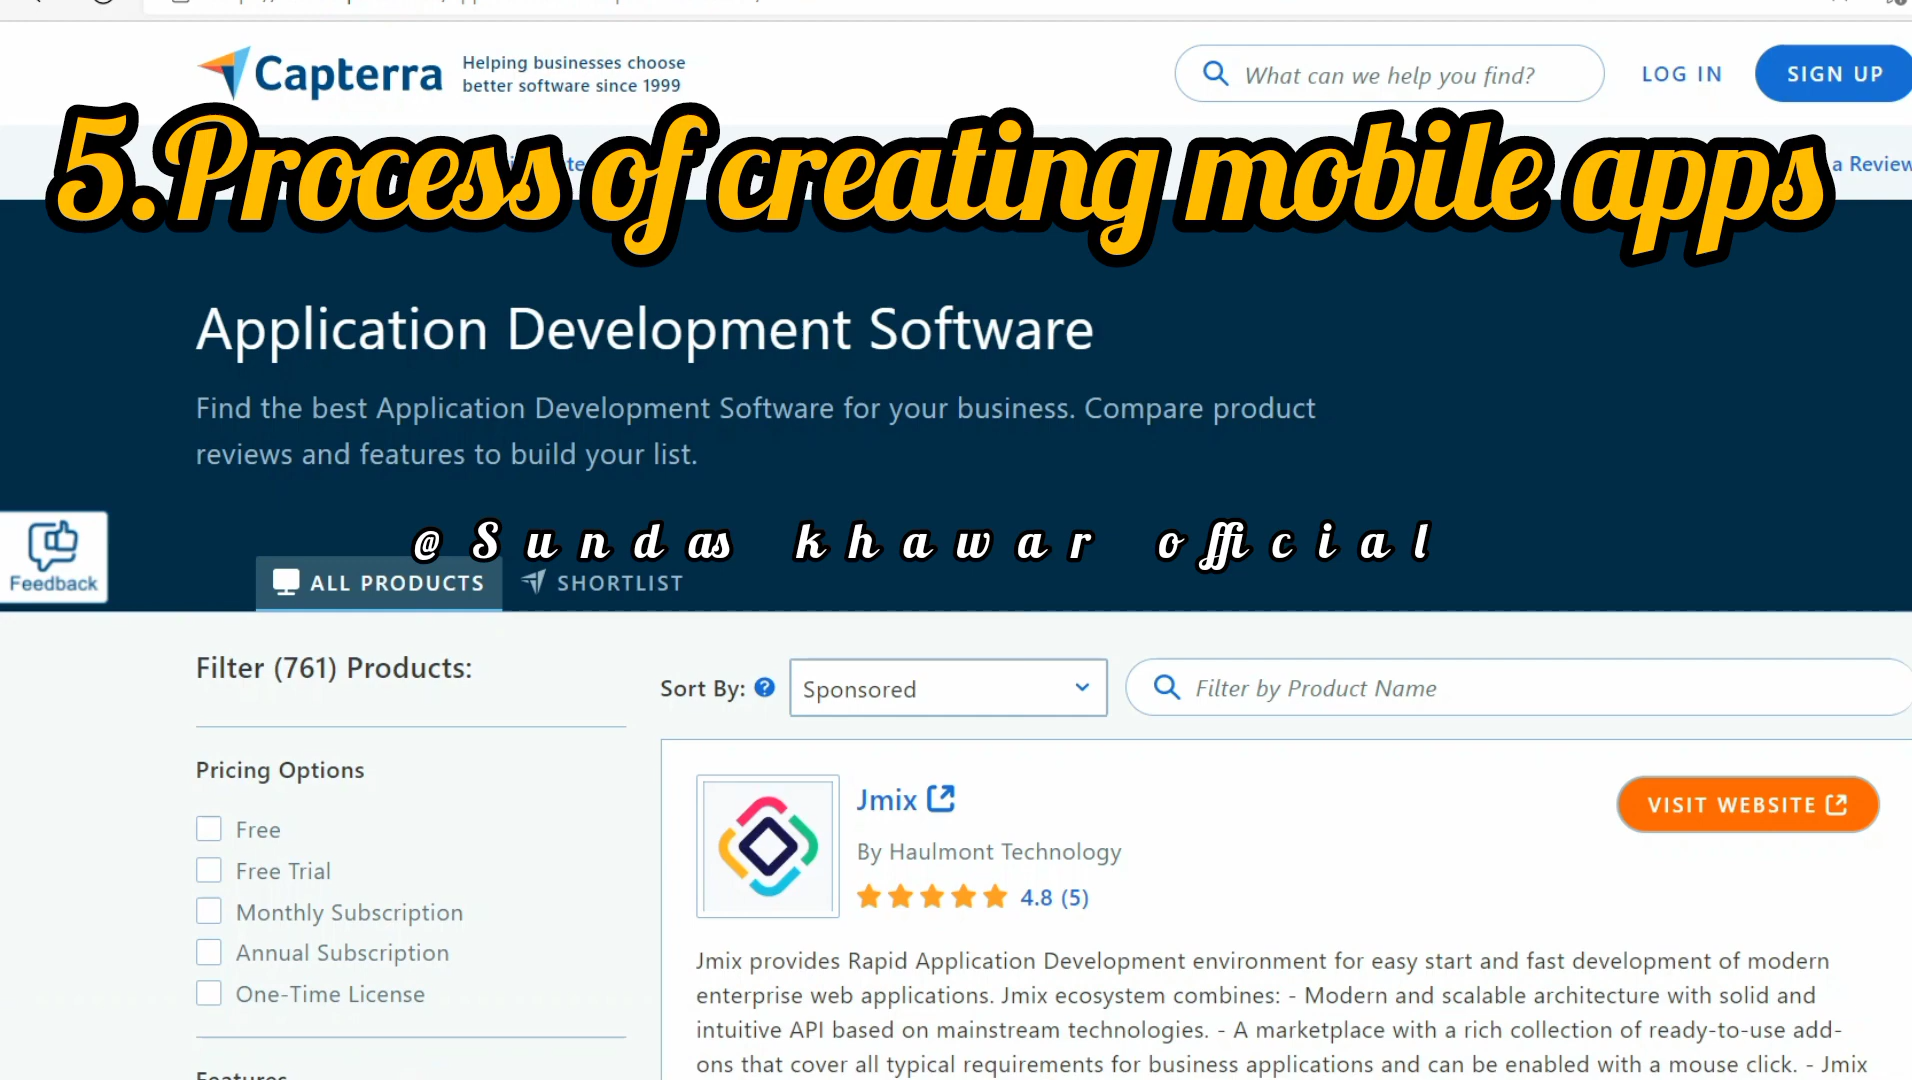 Capterra
Helping businesses choose
better software since 1999
What can we help you find?
LOG IN
SIGN UP
a Review
5.Process of creating mobile apps
Application Development Software
Find the best Application Development Software for your business. Compare product
reviews and features to build your list.
@Sundas khawar official
Feedback
ALL PRODUCTS
SHORTLIST
Filter (761) Products:
Sort By: ?
Sponsored
Filter by Product Name
Pricing Options
Free
Free Trial
Monthly Subscription
Annual Subscription
One-Time License
Features
Jmix
VISIT WEBSITE
By Haulmont Technology
4.8 (5)
Jmix provides Rapid Application Development environment for easy start and fast development of modern
enterprise web applications. Jmix ecosystem combines: - Modern and scalable architecture with solid and
intuitive API based on mainstream technologies. - A marketplace with a rich collection of ready-to-use add-
ons that cover all typical requirements for business applications and can be enabled with a mouse click. - Jmix